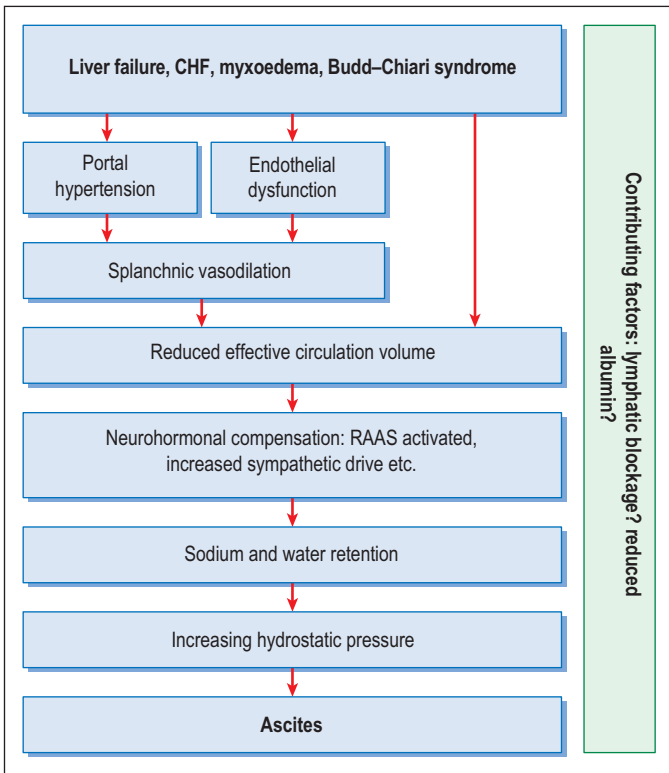 Liver failure, CHF, myxoedema, Budd–Chiari syndrome
Portal
hypertension
Endothelial
dysfunction
Splanchnic vasodilation
Reduced effective circulation volume
Neurohormonal compensation: RAAS activated,
increased sympathetic drive etc.
Sodium and water retention
Increasing hydrostatic pressure
Ascites
Contributing factors: lymphatic blockage? reduced
albumin?